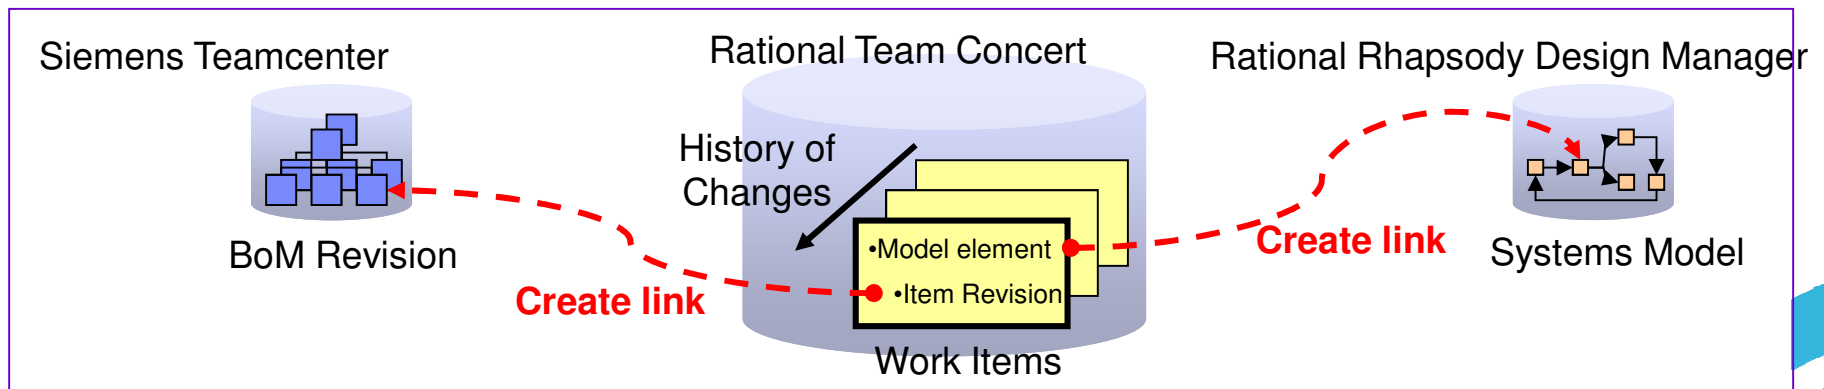 Siemens Teamcenter
Rational Team Concert
Rational Rhapsody Design Manager
History of
Changes
•Model element
•Item Revision
Create link
Create link
BoM Revision
Systems Model
Work Items